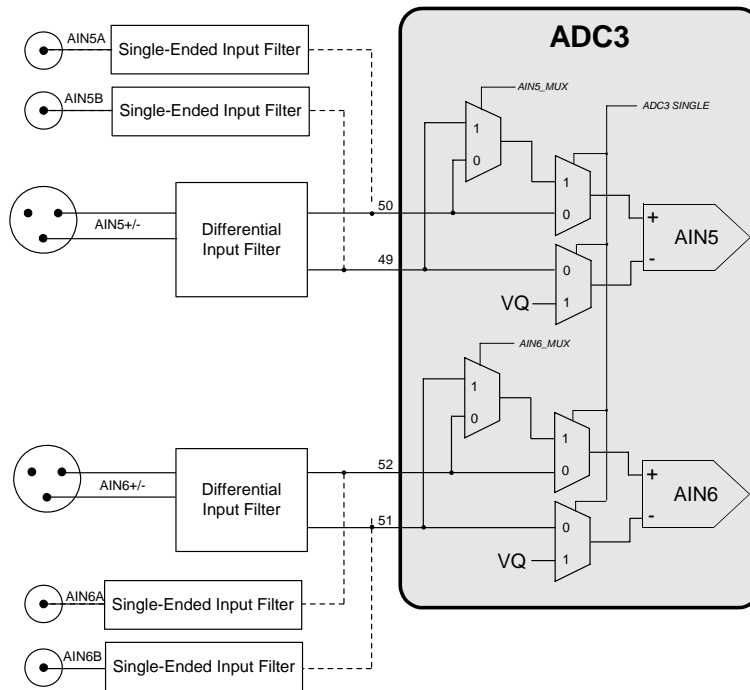 ADC3
AIN5A
Single-Ended Input Filter
AIN5B
Single-Ended Input Filter
AIN5_MUX
ADC3 SINGLE
1
0
1
0
AIN5+/-
Differential
Input Filter
50
49
+
-
AIN5
0
1
VQ
AIN6_MUX
1
0
1
0
AIN6+/-
Differential
Input Filter
52
51
+
-
AIN6
0
1
VQ
AIN6A
Single-Ended Input Filter
AIN6B
Single-Ended Input Filter